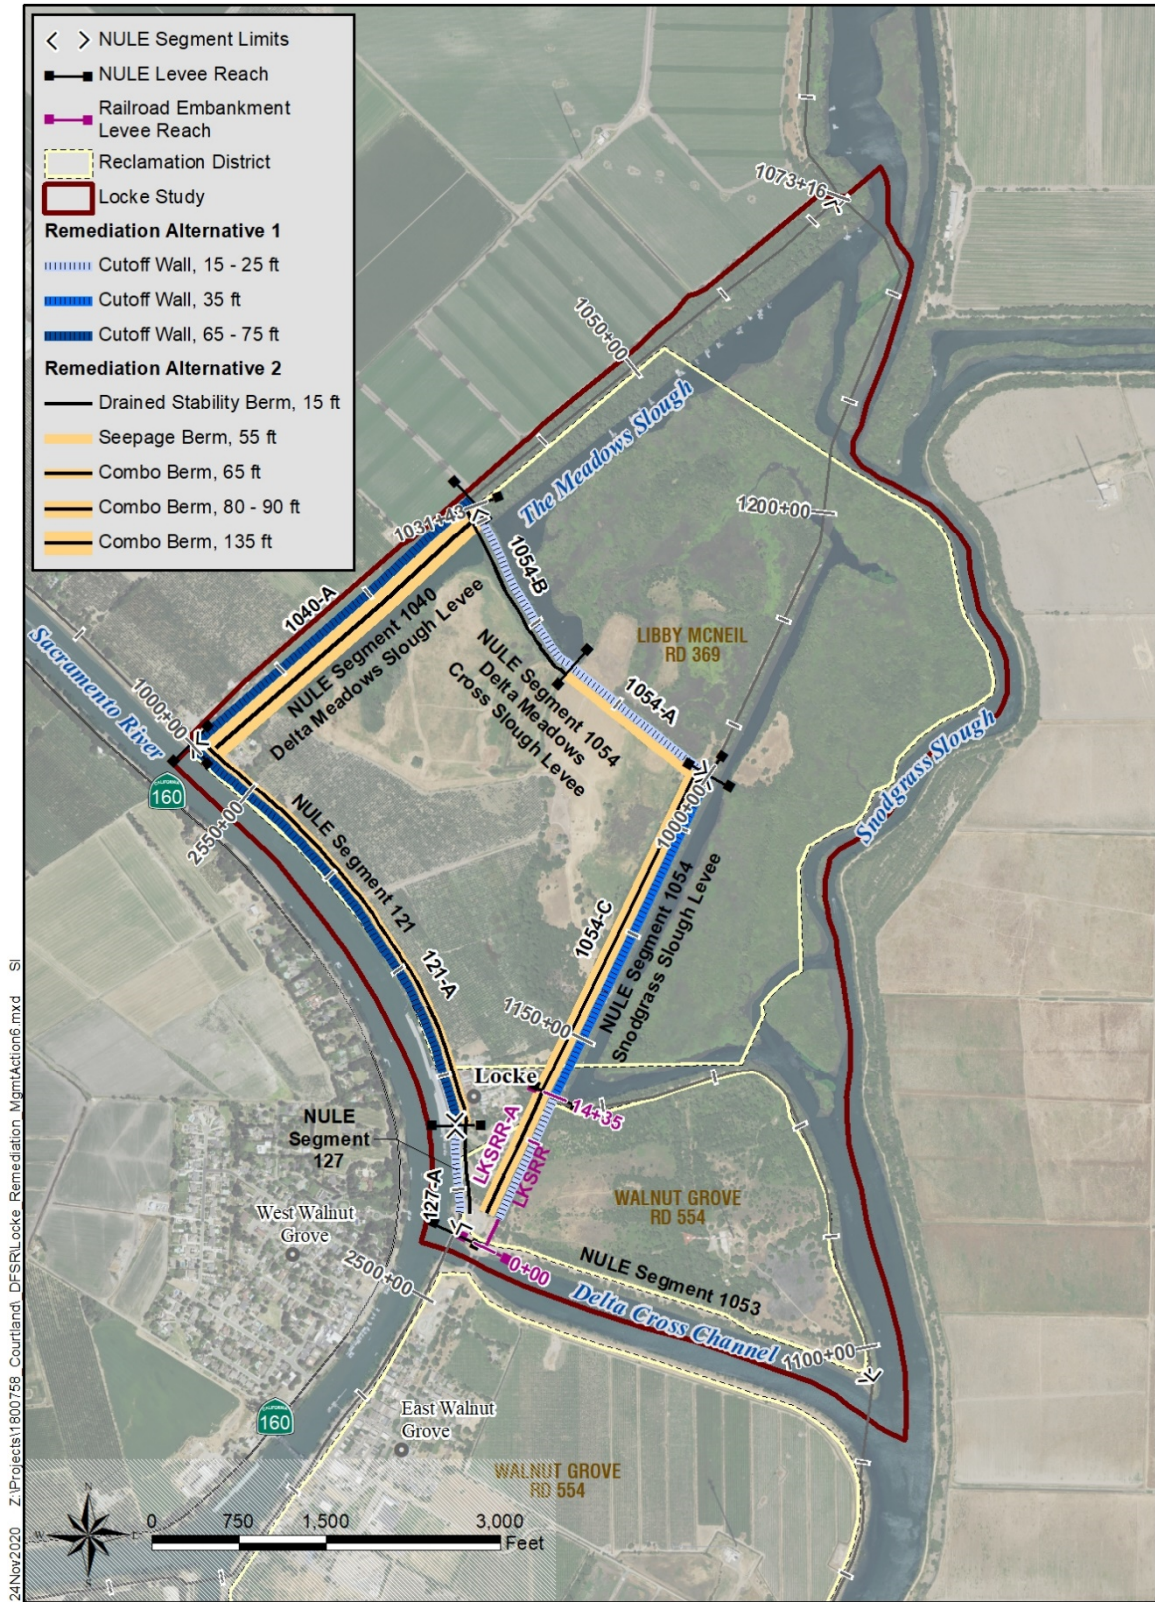 NULE Segment Limits
NULE Levee Reach
Railroad Embankment
Levee Reach
Reclamation District
Locke Study
Remediation Alternative 1
Cutoff Wall, 15 - 25 ft
Cutoff Wall, 35 ft
Cutoff Wall, 65 - 75 ft
Remediation Alternative 2
Drained Stability Berm, 15 ft
Seepage Berm, 55 ft
Combo Berm, 65 ft
Combo Berm, 80 - 90 ft
Combo Berm, 135 ft
1073+16
1050+00
The Meadows Slough
1200+00
1031+43
1054-B
1040-A
NULE Segment 1040
Delta Meadows Slough Levee
LIBBY MCNEIL
RD 369
NULE Segment 1054
Delta Meadows
Cross Slough Levee
1054-A
Sacramento River
1000+00
CALIFORNIA
160
2550+00
NULE Segment 121
1000+00
Snodgrass Slough
121-A
1054-C
NULE Segment 1054
Snodgrass Slough Levee
1150+00
Locke
NULE
Segment
127
14+35
LKSRR-A
LKSRR
127-A
WALNUT GROVE
RD 554
West Walnut
Grove
2500+00
0+00
NULE Segment 1053
Delta Cross Channel
1100+00
CALIFORNIA
160
East Walnut
Grove
WALNUT GROVE
RD 554
N
W
E
S
0 750 1,500 3,000
Feet
24Nov2020 Z:\Projects\1800758_Courtland_DFSR\Locke_Remediation_MgmtAction6.mxd SI